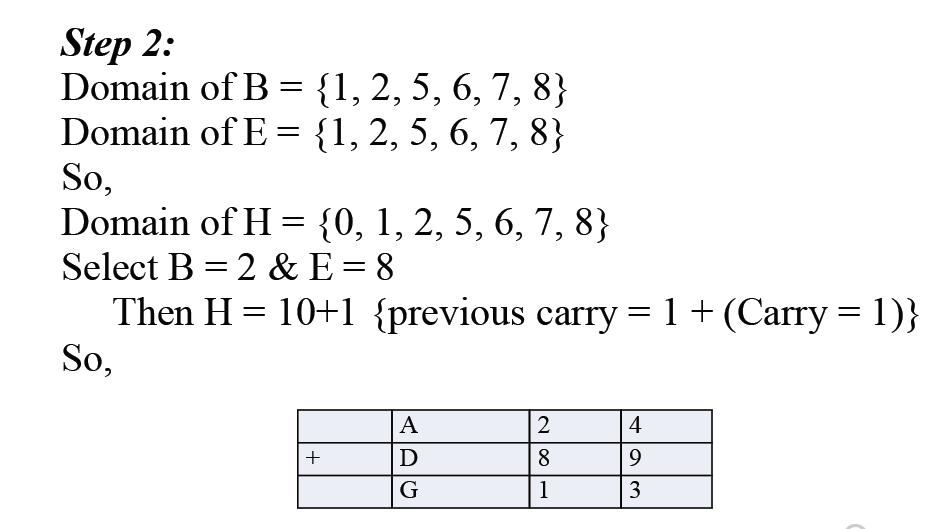 Step 2:
Domain of B = {1, 2, 5, 6, 7, 8}
Domain of E = {1, 2, 5, 6, 7, 8}
So,
Domain of H = {0, 1, 2, 5, 6, 7, 8}
Select B = 2 & E = 8
Then H = 10+1 {previous carry = 1 + (Carry = 1)}
So,
A 2 4
+ D 8 9
G 1 3